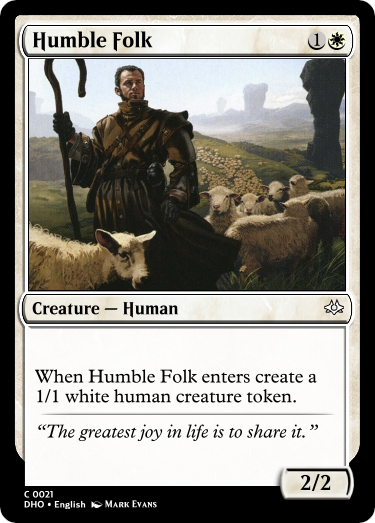 Humble Folk 1
Creature — Human
When Humble Folk enters create a
1/1 white human creature token.
“The greatest joy in life is to share it.”
2/2
C 0021
DHO • English Mark Evans